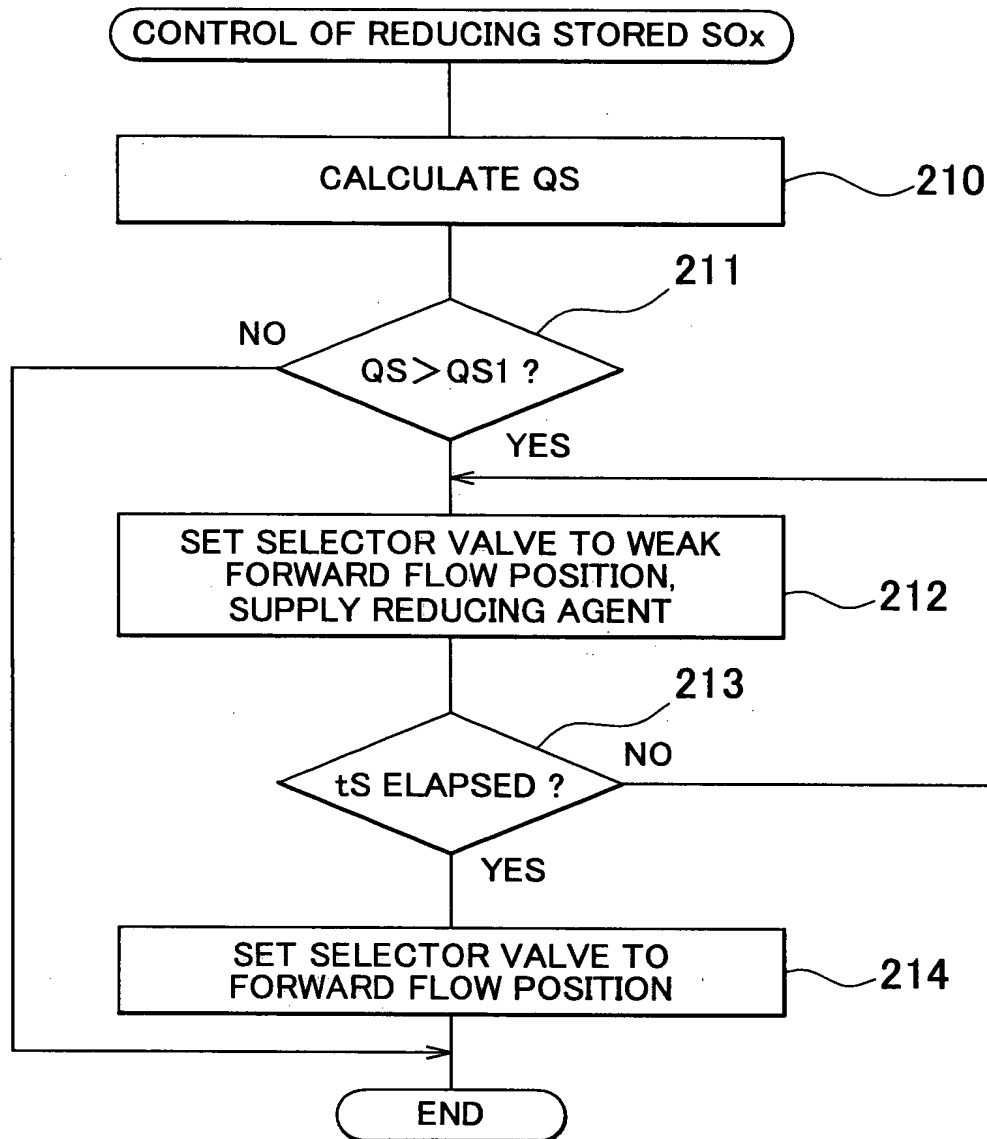 CONTROL OF REDUCING STORED SOx
CALCULATE QS
210
211
NO
QS>QS1 ?
YES
SET SELECTOR VALVE TO WEAK
FORWARD FLOW POSITION,
SUPPLY REDUCING AGENT
212
213
NO
tS ELAPSED ?
YES
SET SELECTOR VALVE TO
FORWARD FLOW POSITION
214
END